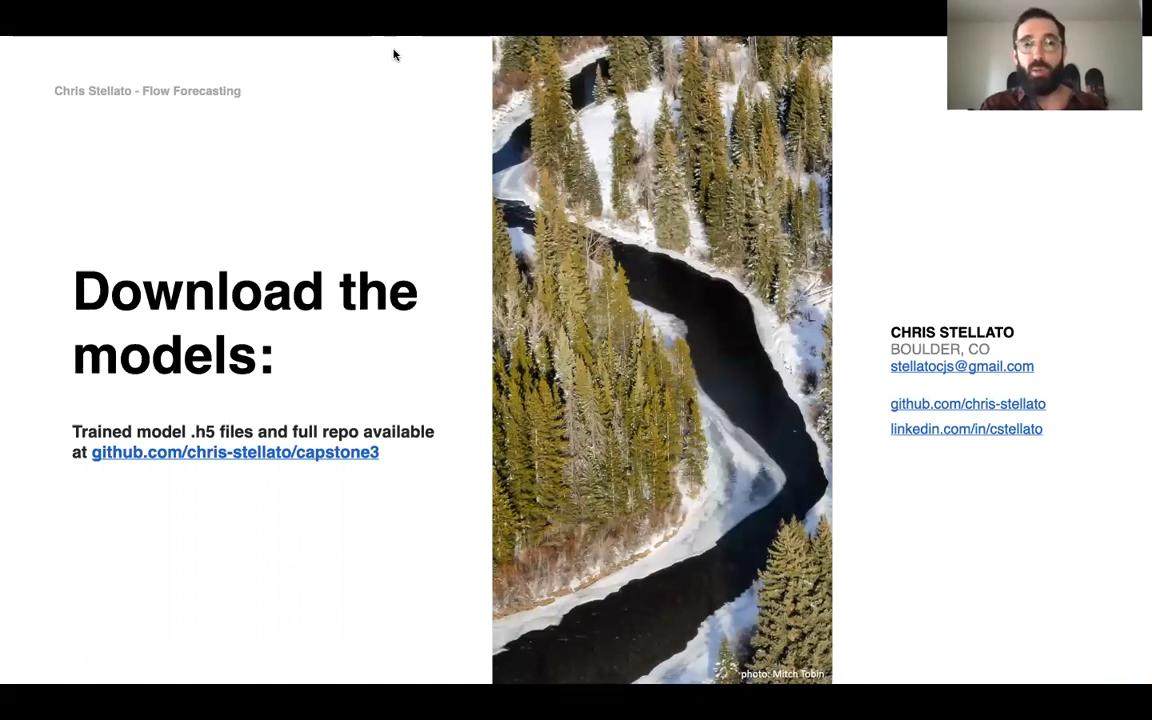 Chris Stellato - Flow Forecasting
Download the
models:
Trained model .h5 files and full repo available
at github.com/chris-stellato/capstone3
CHRIS STELLATO
BOULDER, CO
stellatocjs@gmail.com
github.com/chris-stellato
linkedin.com/in/cstellato
photo: Mitch Tobin